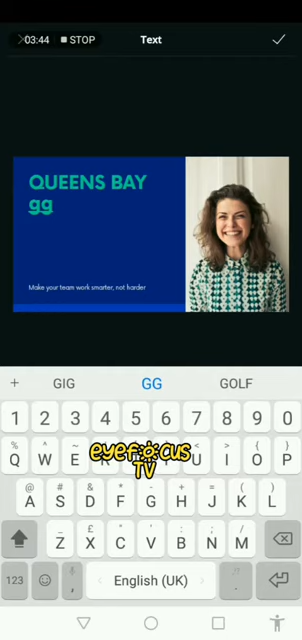 03:44 STOP Text
QUEENS BAY
gg
Make your team work smarter, not harder
+ GIG GG GOLF
1 2 3 4 5 6 7 8 9 0
% ^ ~ < > { }
Q W E R U I O P
eyefocus
TV
@ # & * - + = ( )
A S D F G H J K L
_ £ " ' : ; /
Z X C V B N M
123 , English (UK) .